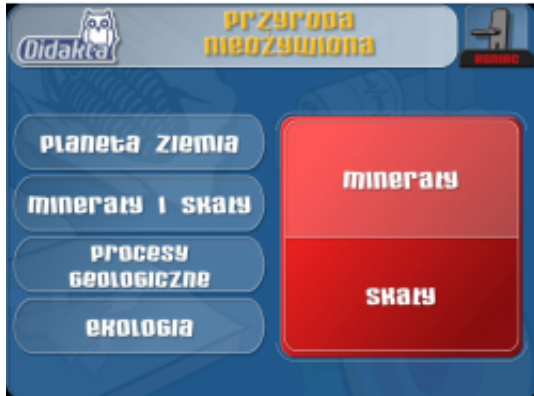 Didakta
Przyroda
nieożywiona
Koniec
Planeta Ziemia
Minerały i skały
Procesy
geologiczne
Ekologia
Minerały
Skały